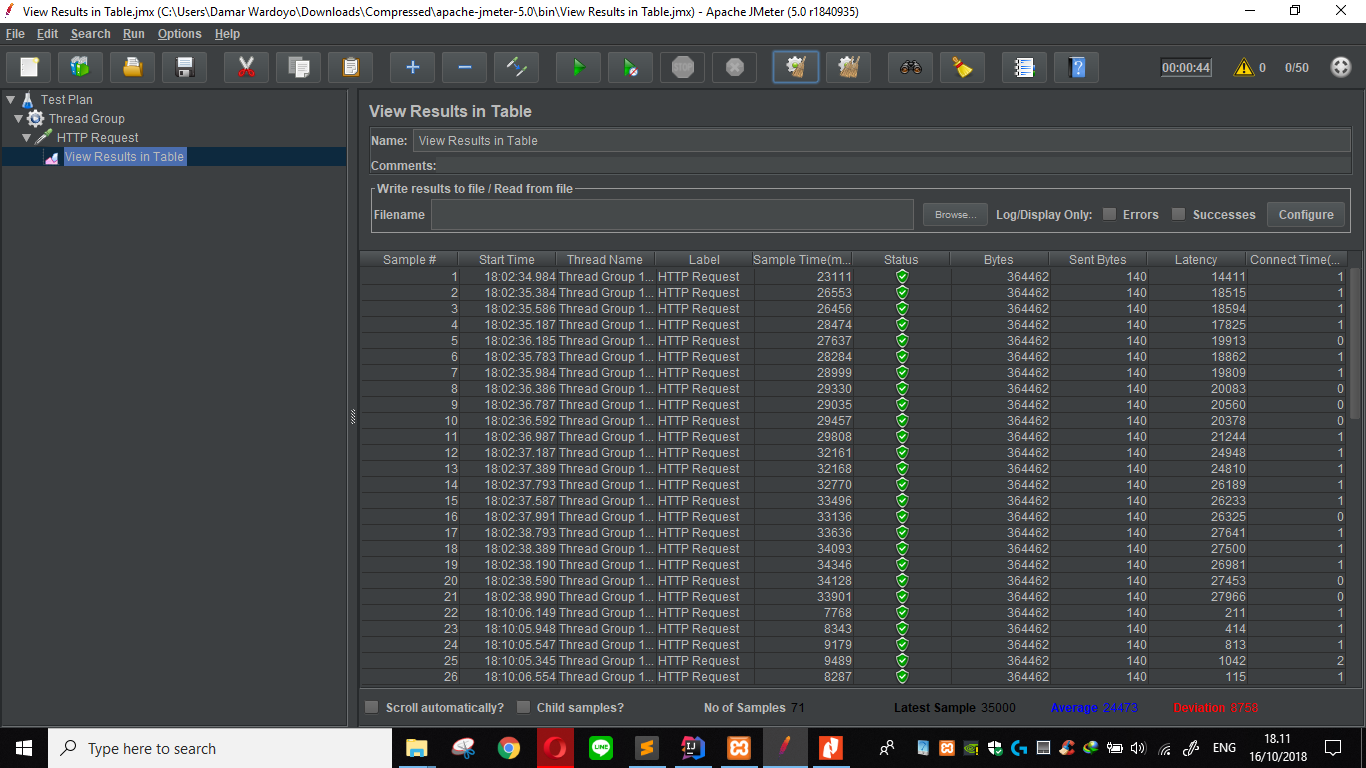 View Results in Table.jmx (C:\Users\Damar Wardoyo\Downloads\Compressed\apache-jmeter-5.0\bin\View Results in Table.jmx) - Apache JMeter (5.0 r1840935)
File Edit Search Run Options Help
STOP 00:00:44 0 0/50
Test Plan
Thread Group
HTTP Request
View Results in Table
View Results in Table
Name: View Results in Table
Comments:
Write results to file / Read from file
Filename Browse... Log/Display Only: Errors Successes Configure
Sample # Start Time Thread Name Label Sample Time(m... Status Bytes Sent Bytes Latency Connect Time(...
1 18:02:34.984 Thread Group 1... HTTP Request 23111 364462 140 14411 1
2 18:02:35.384 Thread Group 1... HTTP Request 26553 364462 140 18515 1
3 18:02:35.586 Thread Group 1... HTTP Request 26456 364462 140 18594 1
4 18:02:35.187 Thread Group 1... HTTP Request 28474 364462 140 17825 1
5 18:02:36.185 Thread Group 1... HTTP Request 27637 364462 140 19913 0
6 18:02:35.783 Thread Group 1... HTTP Request 28284 364462 140 18862 1
7 18:02:35.984 Thread Group 1... HTTP Request 28999 364462 140 19809 1
8 18:02:36.386 Thread Group 1... HTTP Request 29330 364462 140 20083 0
9 18:02:36.787 Thread Group 1... HTTP Request 29035 364462 140 20560 0
10 18:02:36.592 Thread Group 1... HTTP Request 29457 364462 140 20378 0
11 18:02:36.987 Thread Group 1... HTTP Request 29808 364462 140 21244 1
12 18:02:37.187 Thread Group 1... HTTP Request 32161 364462 140 24948 1
13 18:02:37.389 Thread Group 1... HTTP Request 32168 364462 140 24810 1
14 18:02:37.793 Thread Group 1... HTTP Request 32770 364462 140 26189 1
15 18:02:37.587 Thread Group 1... HTTP Request 33496 364462 140 26233 1
16 18:02:37.991 Thread Group 1... HTTP Request 33136 364462 140 26325 0
17 18:02:38.793 Thread Group 1... HTTP Request 33636 364462 140 27641 1
18 18:02:38.389 Thread Group 1... HTTP Request 34093 364462 140 27500 1
19 18:02:38.190 Thread Group 1... HTTP Request 34346 364462 140 26981 1
20 18:02:38.590 Thread Group 1... HTTP Request 34128 364462 140 27453 0
21 18:02:38.990 Thread Group 1... HTTP Request 33901 364462 140 27966 0
22 18:10:06.149 Thread Group 1... HTTP Request 7768 364462 140 211 1
23 18:10:05.948 Thread Group 1... HTTP Request 8343 364462 140 414 1
24 18:10:05.547 Thread Group 1... HTTP Request 9179 364462 140 813 1
25 18:10:05.345 Thread Group 1... HTTP Request 9489 364462 140 1042 2
26 18:10:06.554 Thread Group 1... HTTP Request 8287 364462 140 115 1
Scroll automatically? Child samples? No of Samples 71 Latest Sample 35000 Average 24473 Deviation 8758
Type here to search
LINE
ENG
18.11
16/10/2018